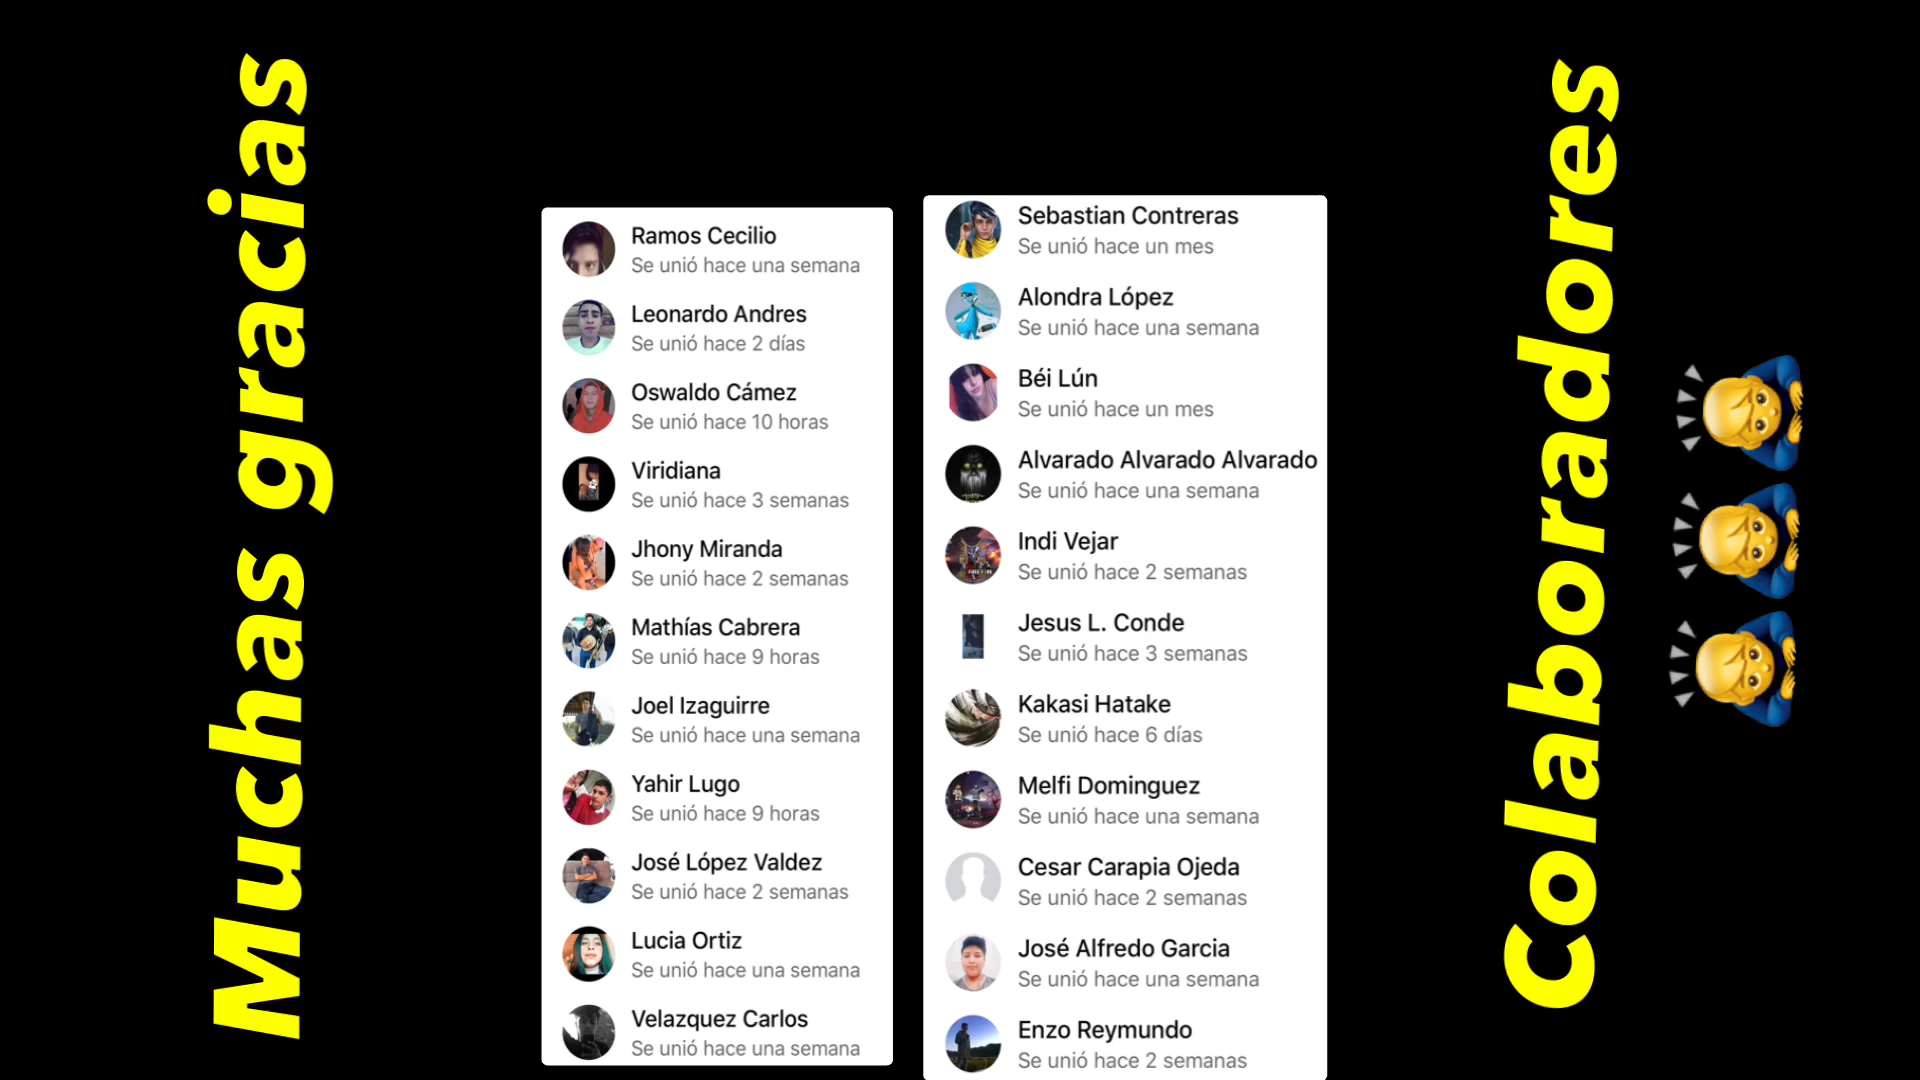 Muchas gracias
Ramos Cecilio
Se unió hace una semana
Leonardo Andres
Se unió hace 2 días
Oswaldo Cámez
Se unió hace 10 horas
Viridiana
Se unió hace 3 semanas
Jhony Miranda
Se unió hace 2 semanas
Mathías Cabrera
Se unió hace 9 horas
Joel Izaguirre
Se unió hace una semana
Yahir Lugo
Se unió hace 9 horas
José López Valdez
Se unió hace 2 semanas
Lucia Ortiz
Se unió hace una semana
Velazquez Carlos
Se unió hace una semana
Sebastian Contreras
Se unió hace un mes
Alondra López
Se unió hace una semana
Béi Lún
Se unió hace un mes
Alvarado Alvarado Alvarado
Se unió hace una semana
Indi Vejar
Se unió hace 2 semanas
Jesus L. Conde
Se unió hace 3 semanas
Kakasi Hatake
Se unió hace 6 días
Melfi Dominguez
Se unió hace una semana
Cesar Carapia Ojeda
Se unió hace 2 semanas
José Alfredo Garcia
Se unió hace una semana
Enzo Reymundo
Se unió hace 2 semanas
Colaboradores